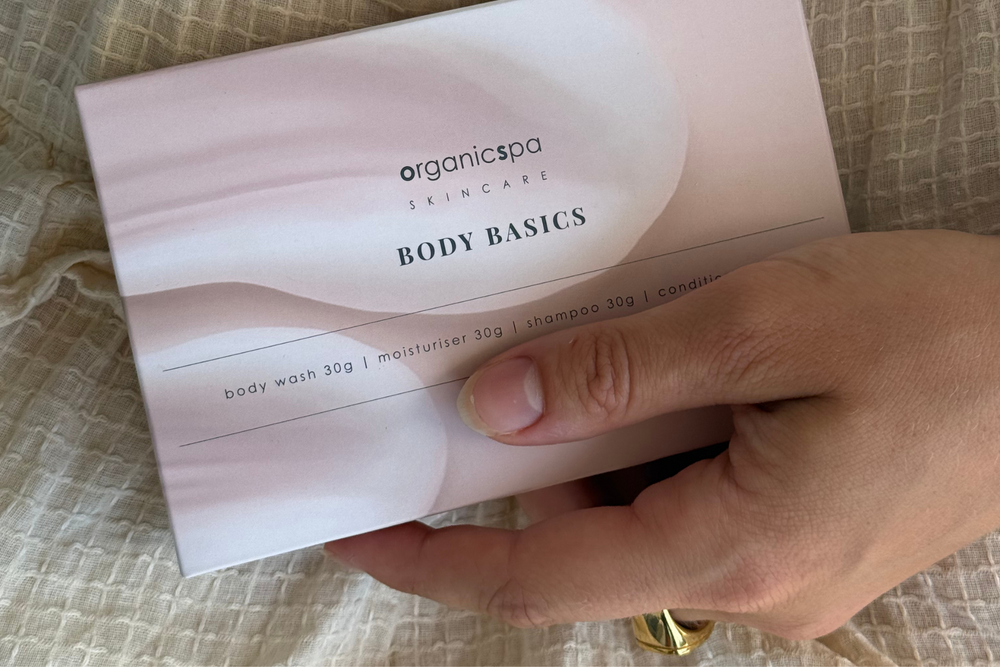 organicspa
SKINCARE
BODY BASICS
body wash 30g | moisturiser 30g | shampoo 30g |